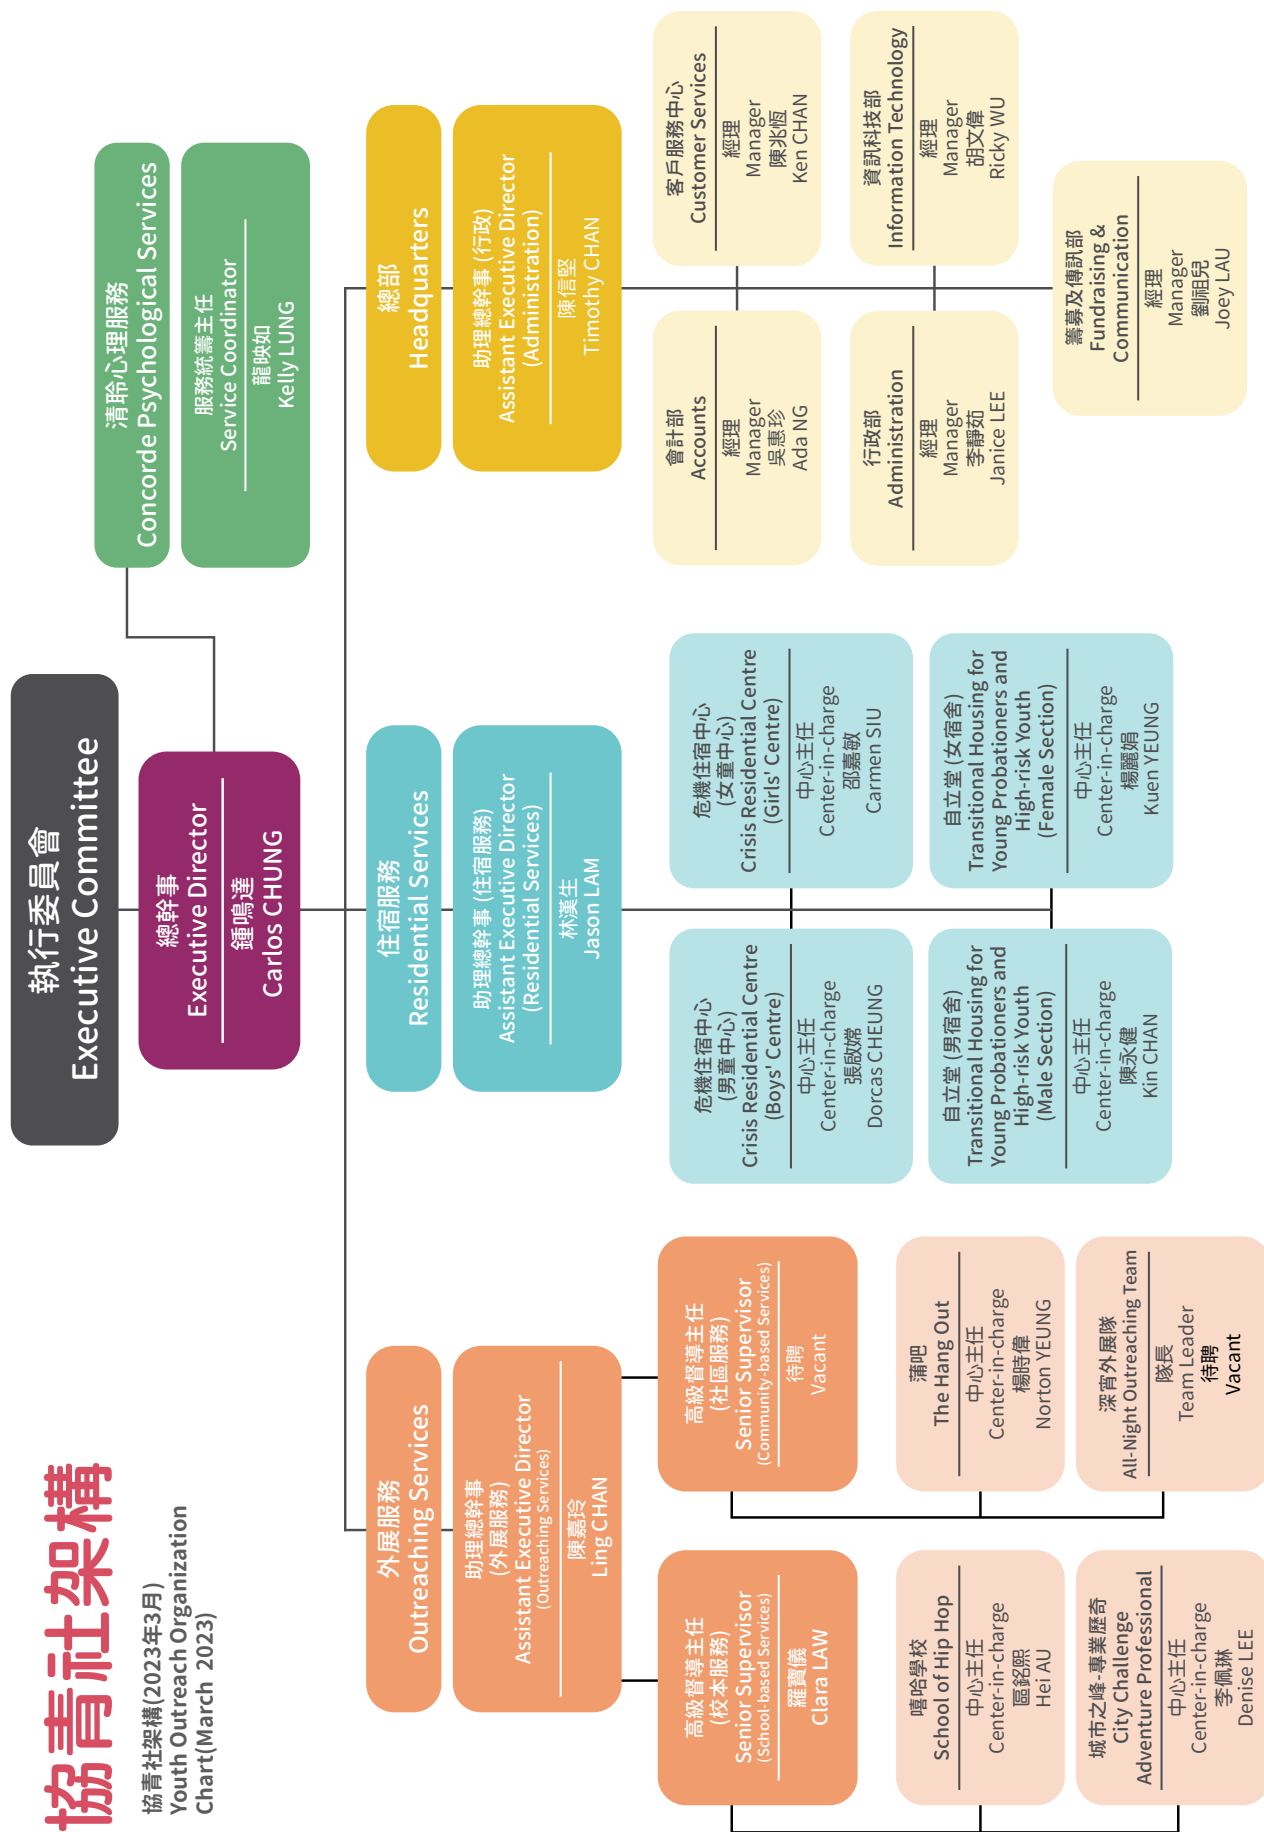 協青社架構
協青社架構(2023年3月)
Youth Outreach Organization
Chart(March 2023)
執行委員會
Executive Committee
總幹事
Executive Director
鍾鳴達
Carlos CHUNG
清聆心理服務
Concorde Psychological Services
服務統籌主任
Service Coordinator
龍映如
Kelly LUNG
外展服務
Outreaching Services
助理總幹事
(外展服務)
Assistant Executive Director
(Outreaching Services)
陳嘉玲
Ling CHAN
高級督導主任
(校本服務)
Senior Supervisor
(School-based Services)
羅寶儀
Clara LAW
嘻哈學校
School of Hip Hop
中心主任
Center-in-charge
區銘熙
Hei AU
城市之峰-專業歷奇
City Challenge
Adventure Professional
中心主任
Center-in-charge
李佩琳
Denise LEE
高級督導主任
(社區服務)
Senior Supervisor
(Community-based Services)
待聘
Vacant
蒲吧
The Hang Out
中心主任
Center-in-charge
楊時偉
Norton YEUNG
深宵外展隊
All-Night Outreaching Team
隊長
Team Leader
待聘
Vacant
住宿服務
Residential Services
助理總幹事 (住宿服務)
Assistant Executive Director
(Residential Services)
林漢生
Jason LAM
危機住宿中心
(男童中心)
Crisis Residential Centre
(Boys' Centre)
中心主任
Center-in-charge
張啟嫦
Dorcas CHEUNG
危機住宿中心
(女童中心)
Crisis Residential Centre
(Girls' Centre)
中心主任
Center-in-charge
邵嘉敏
Carmen SIU
自立堂 (男宿舍)
Transitional Housing for
Young Probationers and
High-risk Youth
(Male Section)
中心主任
Center-in-charge
陳永健
Kin CHAN
自立堂 (女宿舍)
Transitional Housing for
Young Probationers and
High-risk Youth
(Female Section)
中心主任
Center-in-charge
楊麗娟
Kuen YEUNG
總部
Headquarters
助理總幹事 (行政)
Assistant Executive Director
(Administration)
陳信堅
Timothy CHAN
會計部
Accounts
經理
Manager
吳惠珍
Ada NG
客戶服務中心
Customer Services
經理
Manager
陳兆恆
Ken CHAN
行政部
Administration
經理
Manager
李靜茹
Janice LEE
資訊科技部
Information Technology
經理
Manager
胡文偉
Ricky WU
籌募及傳訊部
Fundraising &
Communication
經理
Manager
劉祖兒
Joey LAU